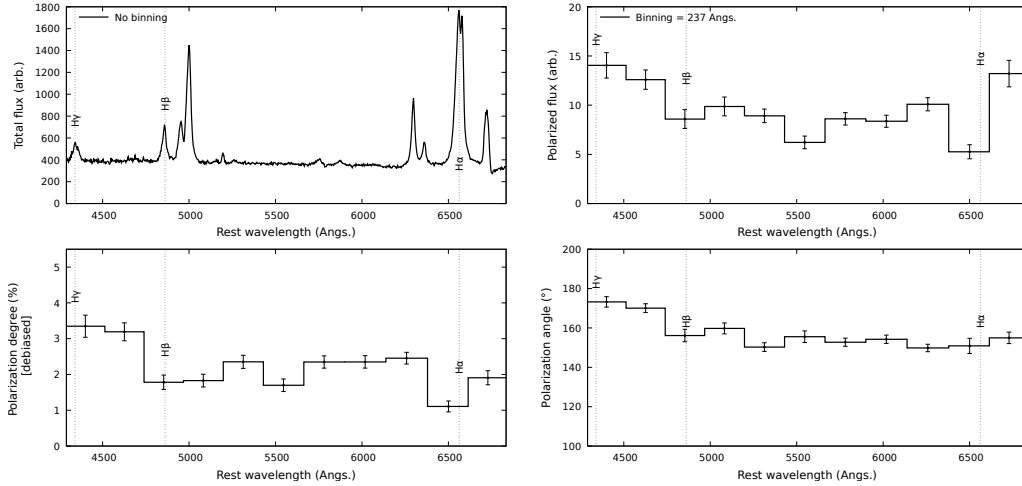 Total flux (arb.)
1800
1600
1400
1200
1000
800
600
400
200
0
No binning
Hγ
Hβ
Hα
4500
5000
5500
6000
6500
Rest wavelength (Angs.)
Polarized flux (arb.)
20
15
10
5
0
Binning = 237 Angs.
Hγ
Hβ
Hα
4500
5000
5500
6000
6500
Rest wavelength (Angs.)
Polarization degree (%)
[debiased]
5
4
3
2
1
0
Hγ
Hβ
Hα
4500
5000
5500
6000
6500
Rest wavelength (Angs.)
Polarization angle (°)
200
180
160
140
120
100
Hγ
Hβ
Hα
4500
5000
5500
6000
6500
Rest wavelength (Angs.)